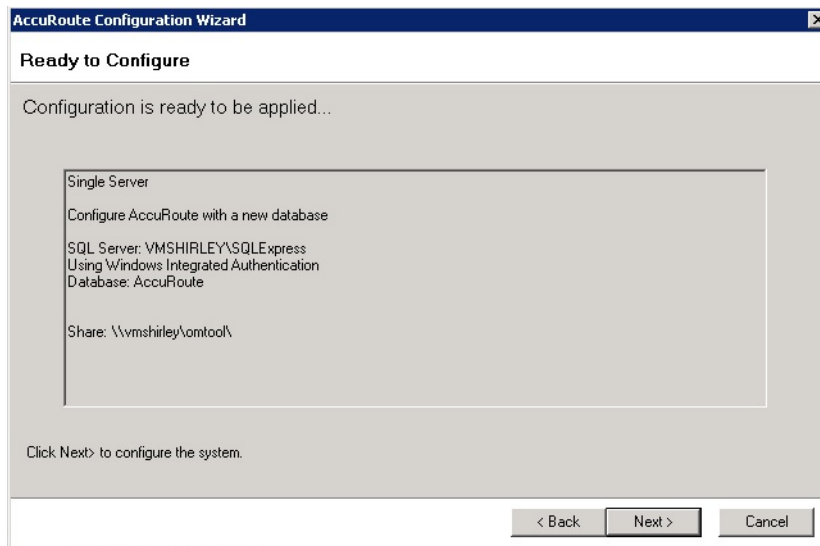 AccuRoute Configuration Wizard
Ready to Configure
Configuration is ready to be applied...
Single Server
Configure AccuRoute with a new database
SQL Server: VMSHIRLEY\SQLExpress
Using Windows Integrated Authentication
Database: AccuRoute
Share: \\vmshirley\omtool\
Click Next> to configure the system.
< Back
Next >
Cancel